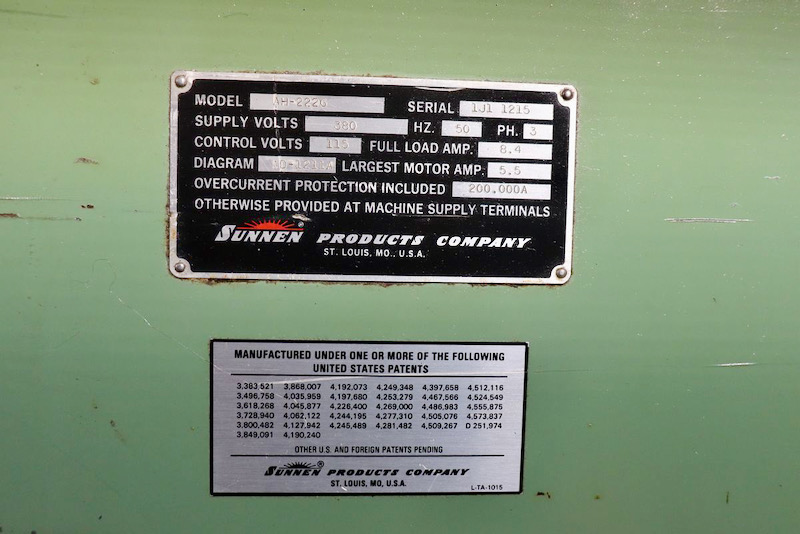 MODEL SERIAL 1J1 1215
SUPPLY VOLTS 380 HZ. 50 PH. 3
CONTROL VOLTS 115 FULL LOAD AMP. 8.4
DIAGRAM LARGEST MOTOR AMP. 5.5
OVERCURRENT PROTECTION INCLUDED 200,000A
OTHERWISE PROVIDED AT MACHINE SUPPLY TERMINALS
SUNNEN® PRODUCTS COMPANY
ST. LOUIS, MO., U.S.A.
MANUFACTURED UNDER ONE OR MORE OF THE FOLLOWING
UNITED STATES PATENTS
3,383,521 3,868,007 4,192,073 4,249,348 4,397,658 4,512,116
3,496,758 4,035,959 4,197,680 4,253,279 4,467,566 4,524,549
3,618,268 4,045,877 4,226,400 4,269,000 4,486,983 4,555,875
3,728,940 4,062,122 4,244,195 4,277,310 4,505,076 4,573,837
3,800,482 4,127,942 4,245,489 4,281,482 4,509,267 D 251,974
3,849,091 4,190,240
OTHER U.S. AND FOREIGN PATENTS PENDING
SUNNEN® PRODUCTS COMPANY
ST. LOUIS, MO, U.S.A.
L-TA-1015